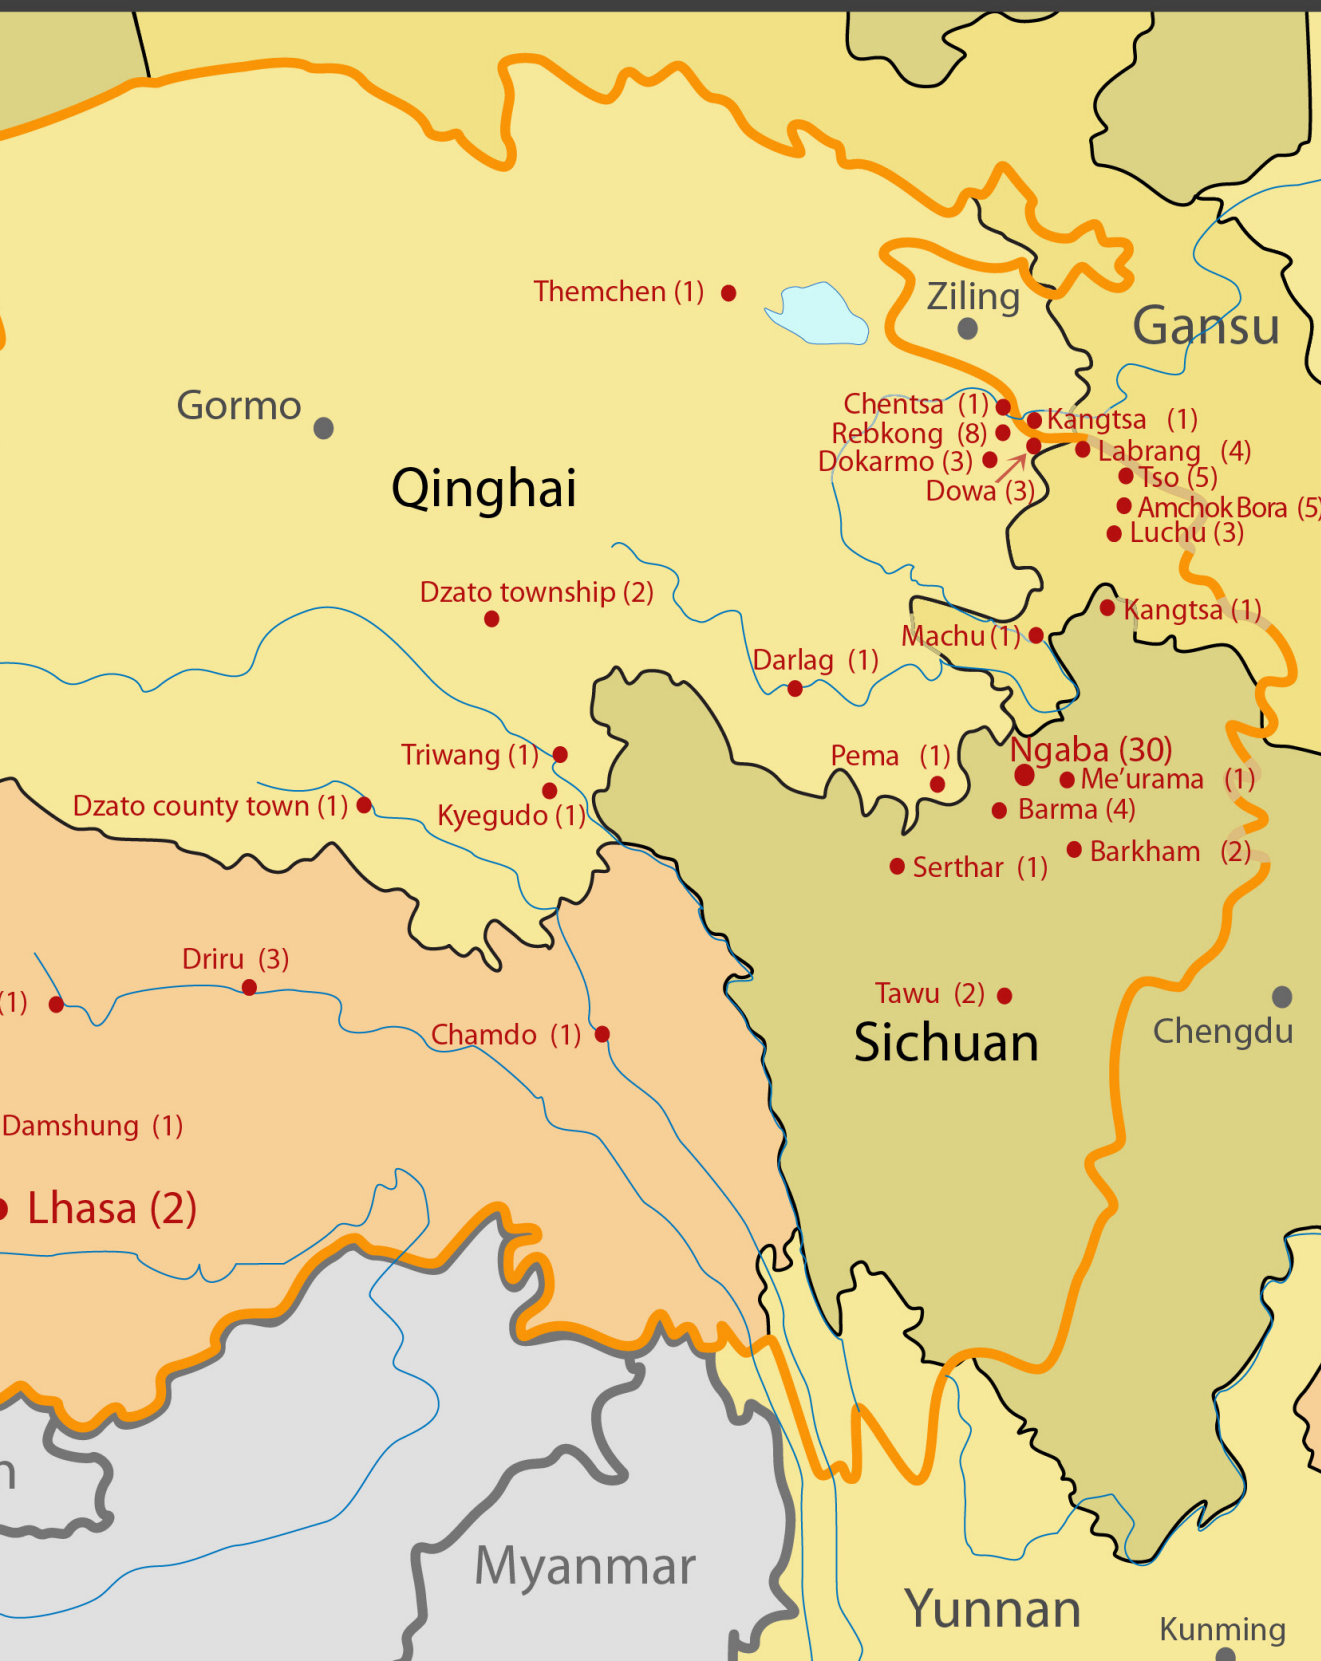 Themchen (1)
Ziling
Gansu
Gormo
Chentsa (1)
Kangtsa (1)
Rebkong (8)
Labrang (4)
Dokarmo (3)
Tso (5)
Qinghai
Dowa (3)
Amchok Bora (5)
Luchu (3)
Dzato township (2)
Kangtsa (1)
Machu (1)
Darlag (1)
Ngaba (30)
Triwang (1)
Pema (1)
Me'urama (1)
Dzato county town (1)
Kyegudo (1)
Barma (4)
Barkham (2)
Serthar (1)
Driru (3)
Tawu (2)
(1)
Chamdo (1)
Sichuan
Chengdu
Damshung (1)
Lhasa (2)
n
Myanmar
Yunnan
Kunming